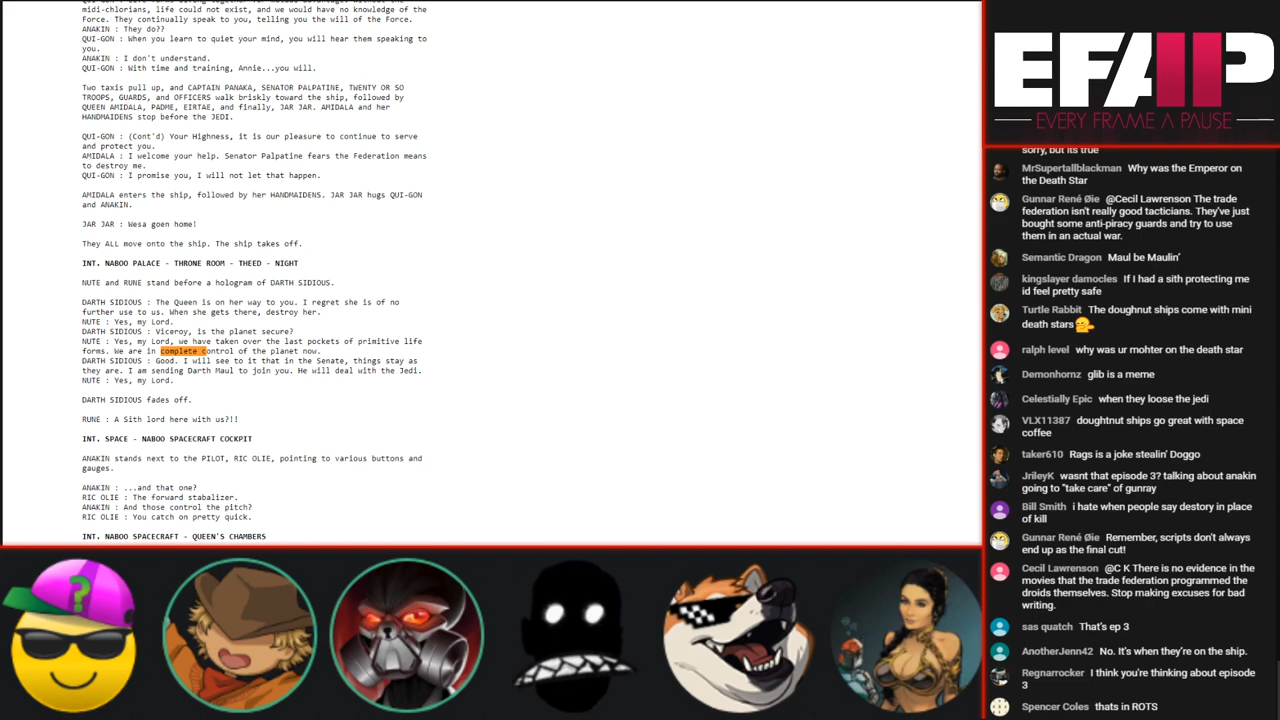 midi-chlorians, life could not exist, and we would have no knowledge of the
Force. They continually speak to you, telling you the will of the Force.
ANAKIN : They do??
QUI-GON : When you learn to quiet your mind, you will hear them speaking to
you.
ANAKIN : I don't understand.
QUI-GON : With time and training, Annie...you will.
Two taxis pull up, and CAPTAIN PANAKA, SENATOR PALPATINE, TWENTY OR SO
TROOPS, GUARDS, and OFFICERS walk briskly toward the ship, followed by
QUEEN AMIDALA, PADME, EIRTAE, and finally, JAR JAR. AMIDALA and her
HANDMAIDENS stop before the JEDI.
QUI-GON : (Cont'd) Your Highness, it is our pleasure to continue to serve
and protect you.
AMIDALA : I welcome your help. Senator Palpatine fears the Federation means
to destroy me.
QUI-GON : I promise you, I will not let that happen.
AMIDALA enters the ship, followed by her HANDMAIDENS. JAR JAR hugs QUI-GON
and ANAKIN.
JAR JAR : Wesa goen home!
They ALL move onto the ship. The ship takes off.
INT. NABOO PALACE - THRONE ROOM - THEED - NIGHT
NUTE and RUNE stand before a hologram of DARTH SIDIOUS.
DARTH SIDIOUS : The Queen is on her way to you. I regret she is of no
further use to us. When she gets there, destroy her.
NUTE : Yes, my Lord.
DARTH SIDIOUS : Viceroy, is the planet secure?
NUTE : Yes, my Lord, we have taken over the last pockets of primitive life
forms. We are in complete control of the planet now.
DARTH SIDIOUS : Good. I will see to it that in the Senate, things stay as
they are. I am sending Darth Maul to join you. He will deal with the Jedi.
NUTE : Yes, my Lord.
DARTH SIDIOUS fades off.
RUNE : A Sith lord here with us?!!
INT. SPACE - NABOO SPACECRAFT COCKPIT
ANAKIN stands next to the PILOT, RIC OLIE, pointing to various buttons and
gauges.
ANAKIN : ...and that one?
RIC OLIE : The forward stabalizer.
ANAKIN : And those control the pitch?
RIC OLIE : You catch on pretty quick.
INT. NABOO SPACECRAFT - QUEEN'S CHAMBERS
EFAP
EVERY FRAME A PAUSE
sorry, but its true
MrSupertallblackman Why was the Emperor on
the Death Star
Gunnar René Øie @Cecil Lawrenson The trade
federation isn't really good tacticians. They've just
bought some anti-piracy guards and try to use
them in an actual war.
Semantic Dragon Maul be Maulin'
kingslayer damocles If I had a sith protecting me
id feel pretty safe
Turtle Rabbit The doughnut ships come with mini
death stars
ralph level why was ur mohter on the death star
Demonhornz glib is a meme
Celestially Epic when they loose the jedi
VLX11387 doughtnut ships go great with space
coffee
taker610 Rags is a joke stealin' Doggo
JrileyK wasnt that episode 3? talking about anakin
going to "take care" of gunray
Bill Smith i hate when people say destory in place
of kill
Gunnar René Øie Remember, scripts don't always
end up as the final cut!
Cecil Lawrenson @C K There is no evidence in the
movies that the trade federation programmed the
droids themselves. Stop making excuses for bad
writing.
sas quatch That's ep 3
AnotherJenn42 No. It's when they're on the ship.
Regnarrocker I think you're thinking about episode
3
Spencer Coles thats in ROTS
?